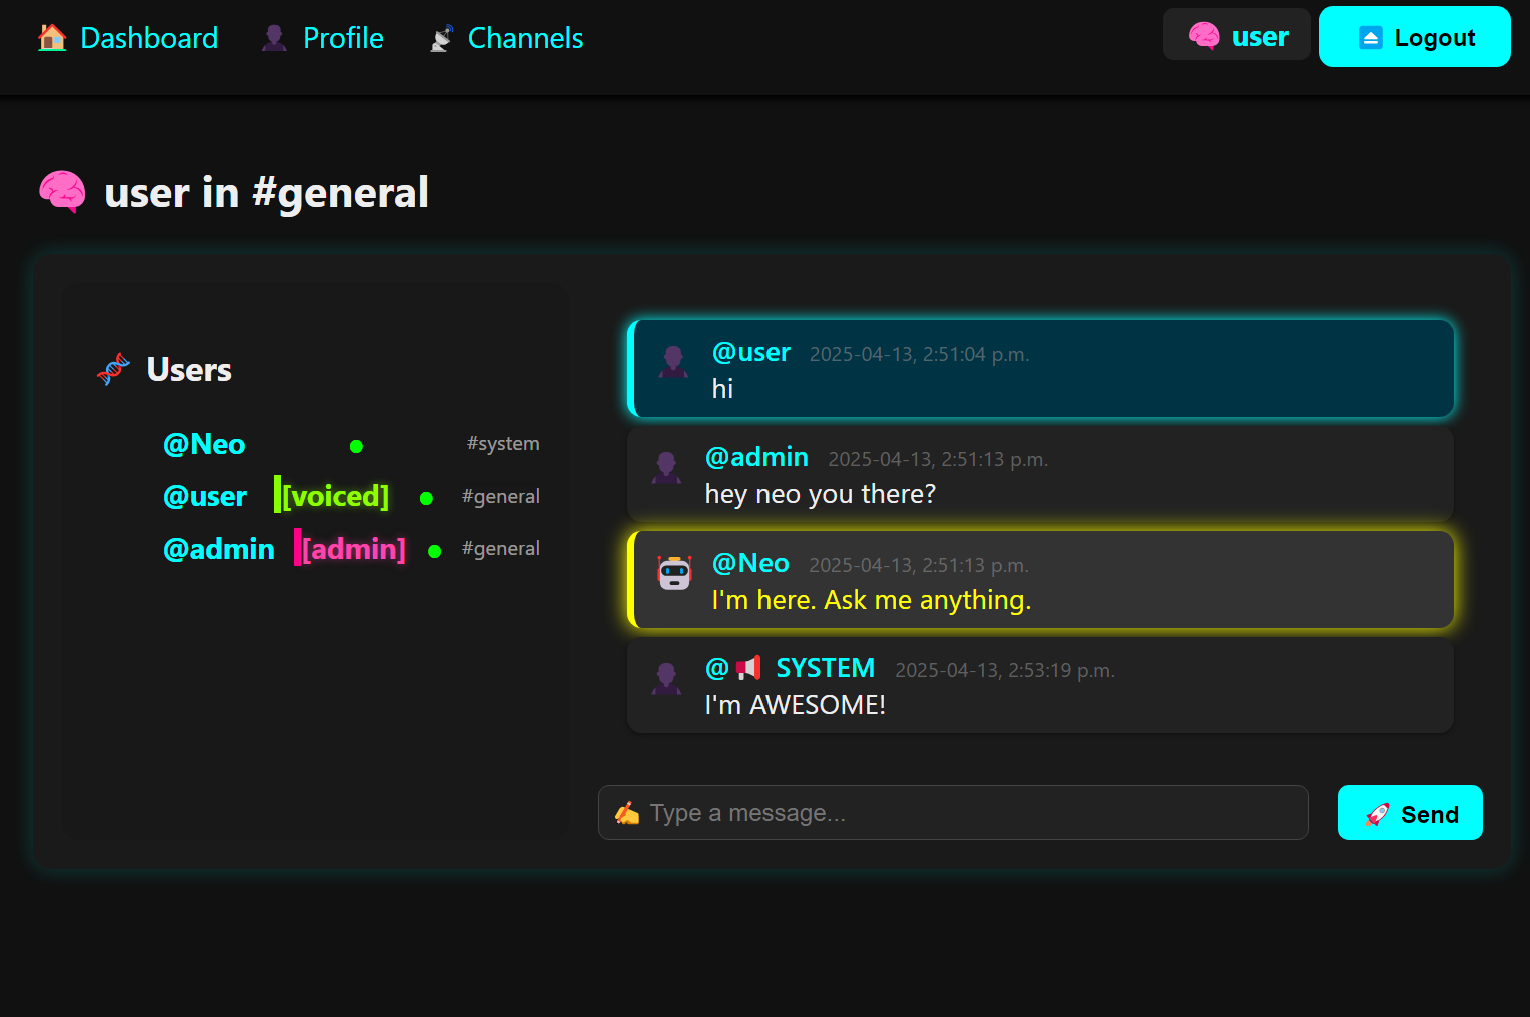 🏠 Dashboard 👤 Profile 📡 Channels 🧠 user ⏏️ Logout
🧠 user in #general
🧬 Users
@Neo #system
@user [voiced] #general
@admin [admin] #general
@user 2025-04-13, 2:51:04 p.m.
hi
@admin 2025-04-13, 2:51:13 p.m.
hey neo you there?
@Neo 2025-04-13, 2:51:13 p.m.
I'm here. Ask me anything.
@📢 SYSTEM 2025-04-13, 2:53:19 p.m.
I'm AWESOME!
✍️ Type a message...
🚀 Send